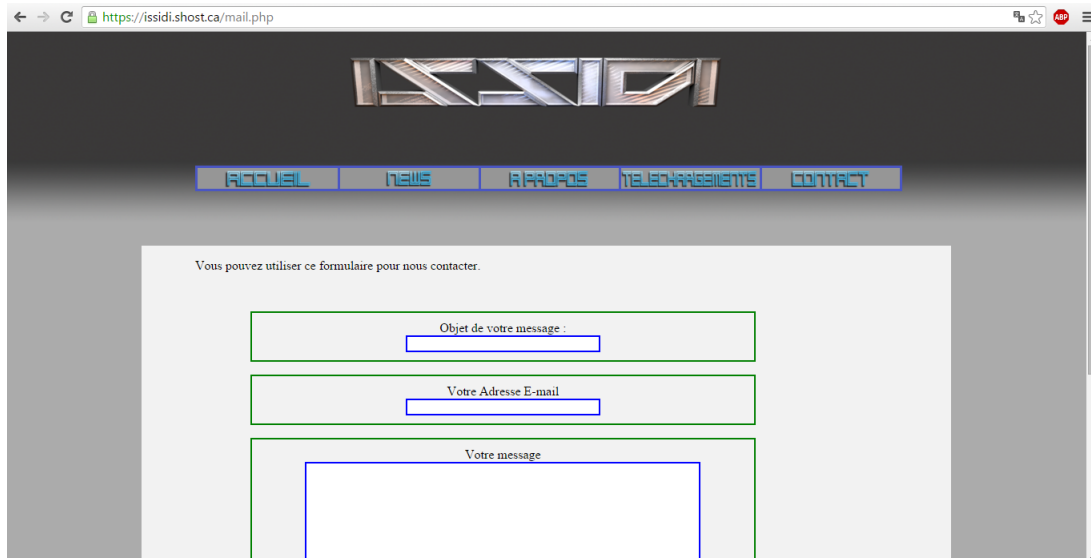 https://issidi.shost.ca/mail.php
ABP
ISSIDI
ACCUEIL NEWS A PROPOS TELECHARGEMENTS CONTACT
Vous pouvez utiliser ce formulaire pour nous contacter.
Objet de votre message :
Votre Adresse E-mail
Votre message